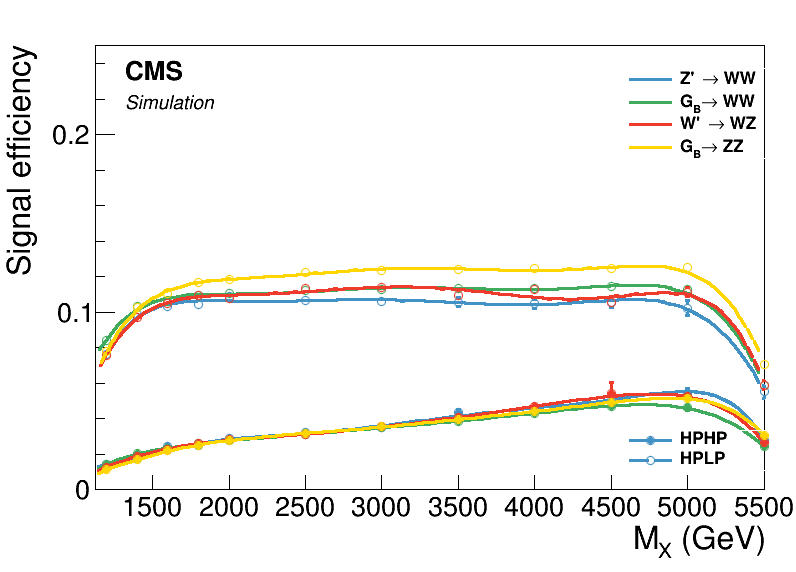 CMS
Simulation
Z' → WW
G_B → WW
W' → WZ
G_B → ZZ
Signal efficiency
0.2
0.1
0
HPHP
HPLP
1500 2000 2500 3000 3500 4000 4500 5000 5500
M_X (GeV)